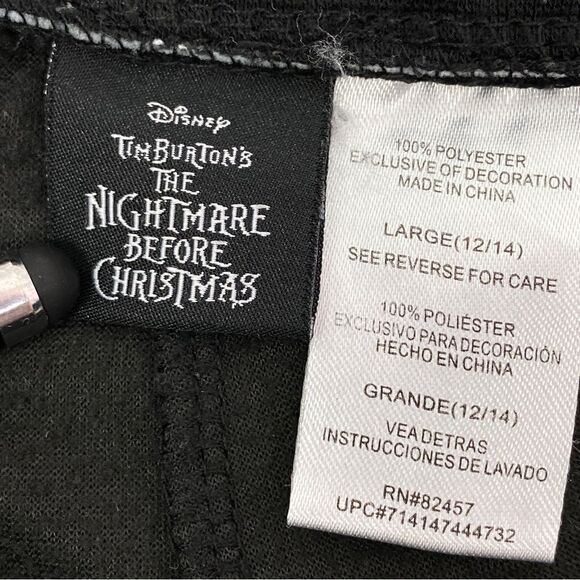 Disney
TIM BURTON'S
THE
NIGHTMARE
BEFORE
CHRISTMAS
100% POLYESTER
EXCLUSIVE OF DECORATION
MADE IN CHINA
LARGE(12/14)
SEE REVERSE FOR CARE
100% POLIÉSTER
EXCLUSIVO PARA DECORACIÓN
HECHO EN CHINA
GRANDE(12/14)
VEA DETRAS
INSTRUCCIONES DE LAVADO
RN#82457
UPC#714147444732